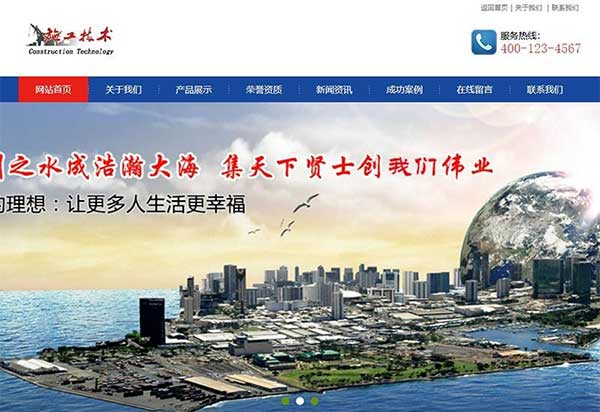 返回首页 | 关于我们 | 联系我们
施工技术
Construction Technology
服务热线：
400-123-4567
网站首页 关于我们 产品展示 荣誉资质 新闻资讯 成功案例 在线留言 联系我们
之水成浩瀚大海 集天下贤士创我们伟业
的理想：让更多人生活更幸福